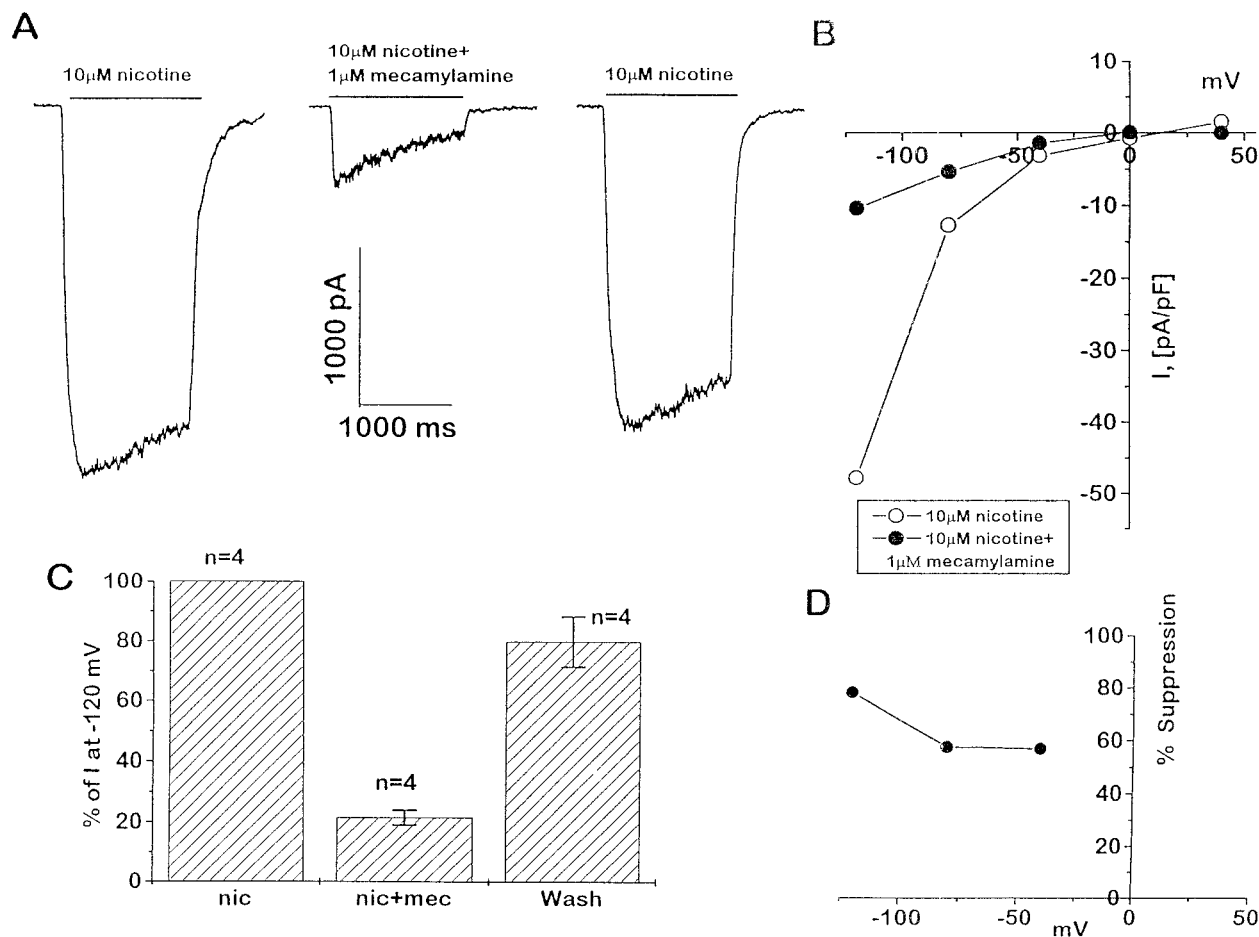 A
10μM nicotine
10μM nicotine+
1μM mecamylamine
10μM nicotine
1000 pA
1000 ms
B
10
mV
0
-100
-50
0
50
-10
-20
-30
-40
-50
I, [pA/pF]
10μM nicotine
10μM nicotine+
1μM mecamylamine
C
n=4
100
80
60
40
20
0
% of I at -120 mV
n=4
n=4
nic
nic+mec
Wash
D
100
80
60
40
20
0
% Suppression
-100
-50
0
50
mV